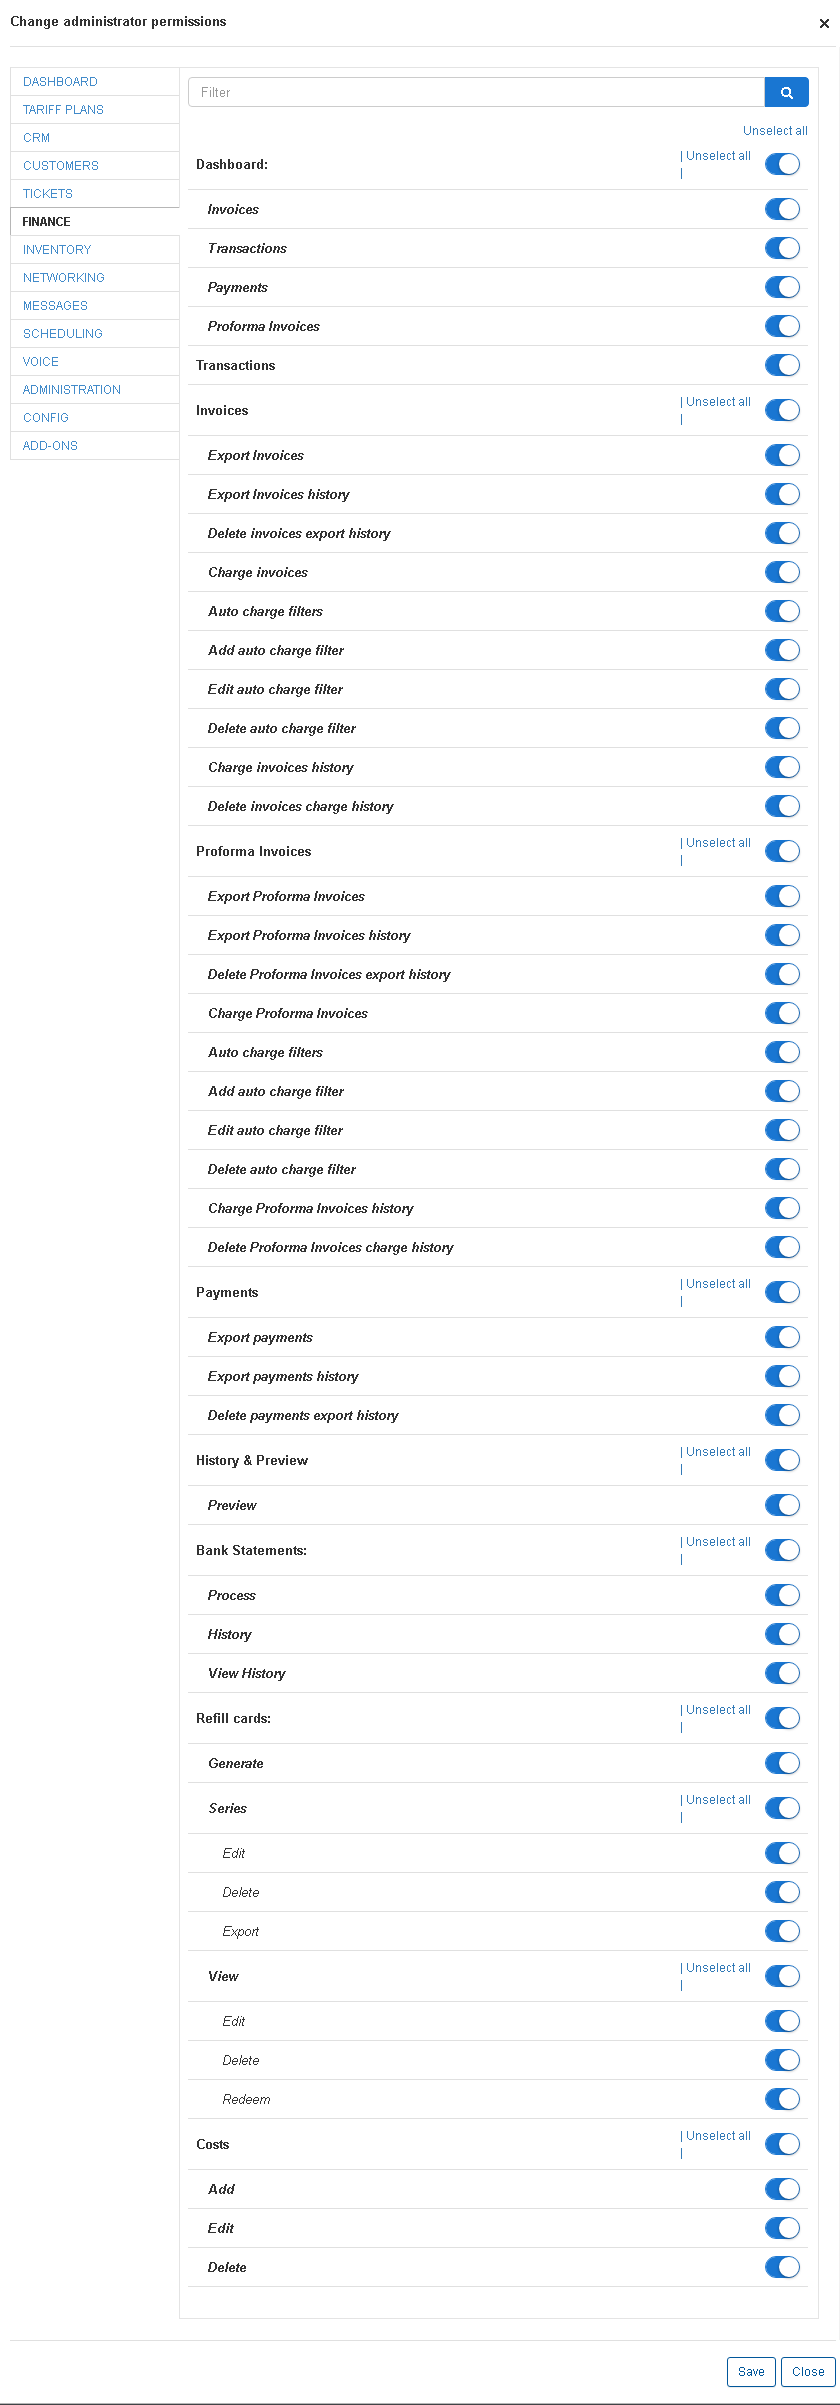 Change administrator permissions
×
DASHBOARD
TARIFF PLANS
CRM
CUSTOMERS
TICKETS
FINANCE
INVENTORY
NETWORKING
MESSAGES
SCHEDULING
VOICE
ADMINISTRATION
CONFIG
ADD-ONS
Filter
Unselect all
Dashboard: | Unselect all
|
Invoices
Transactions
Payments
Proforma Invoices
Transactions
Invoices | Unselect all
|
Export Invoices
Export Invoices history
Delete invoices export history
Charge invoices
Auto charge filters
Add auto charge filter
Edit auto charge filter
Delete auto charge filter
Charge invoices history
Delete invoices charge history
Proforma Invoices | Unselect all
|
Export Proforma Invoices
Export Proforma Invoices history
Delete Proforma Invoices export history
Charge Proforma Invoices
Auto charge filters
Add auto charge filter
Edit auto charge filter
Delete auto charge filter
Charge Proforma Invoices history
Delete Proforma Invoices charge history
Payments | Unselect all
|
Export payments
Export payments history
Delete payments export history
History & Preview | Unselect all
|
Preview
Bank Statements: | Unselect all
|
Process
History
View History
Refill cards: | Unselect all
|
Generate
Series | Unselect all
|
Edit
Delete
Export
View | Unselect all
|
Edit
Delete
Redeem
Costs | Unselect all
|
Add
Edit
Delete
Save Close